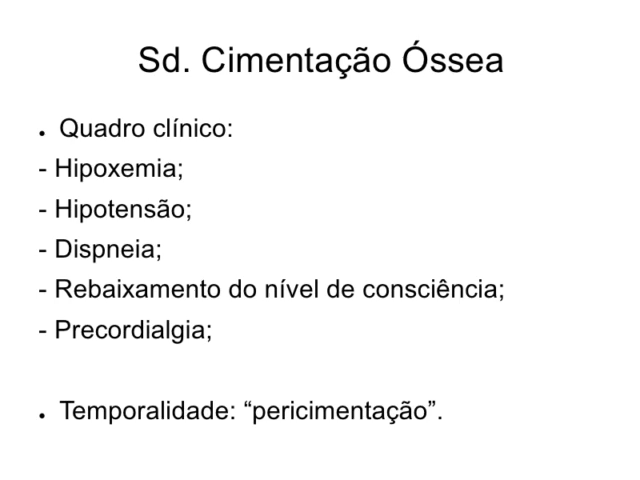 Sd. Cimentação Óssea
● Quadro clínico:
- Hipoxemia;
- Hipotensão;
- Dispneia;
- Rebaixamento do nível de consciência;
- Precordialgia;
● Temporalidade: “pericimentação”.